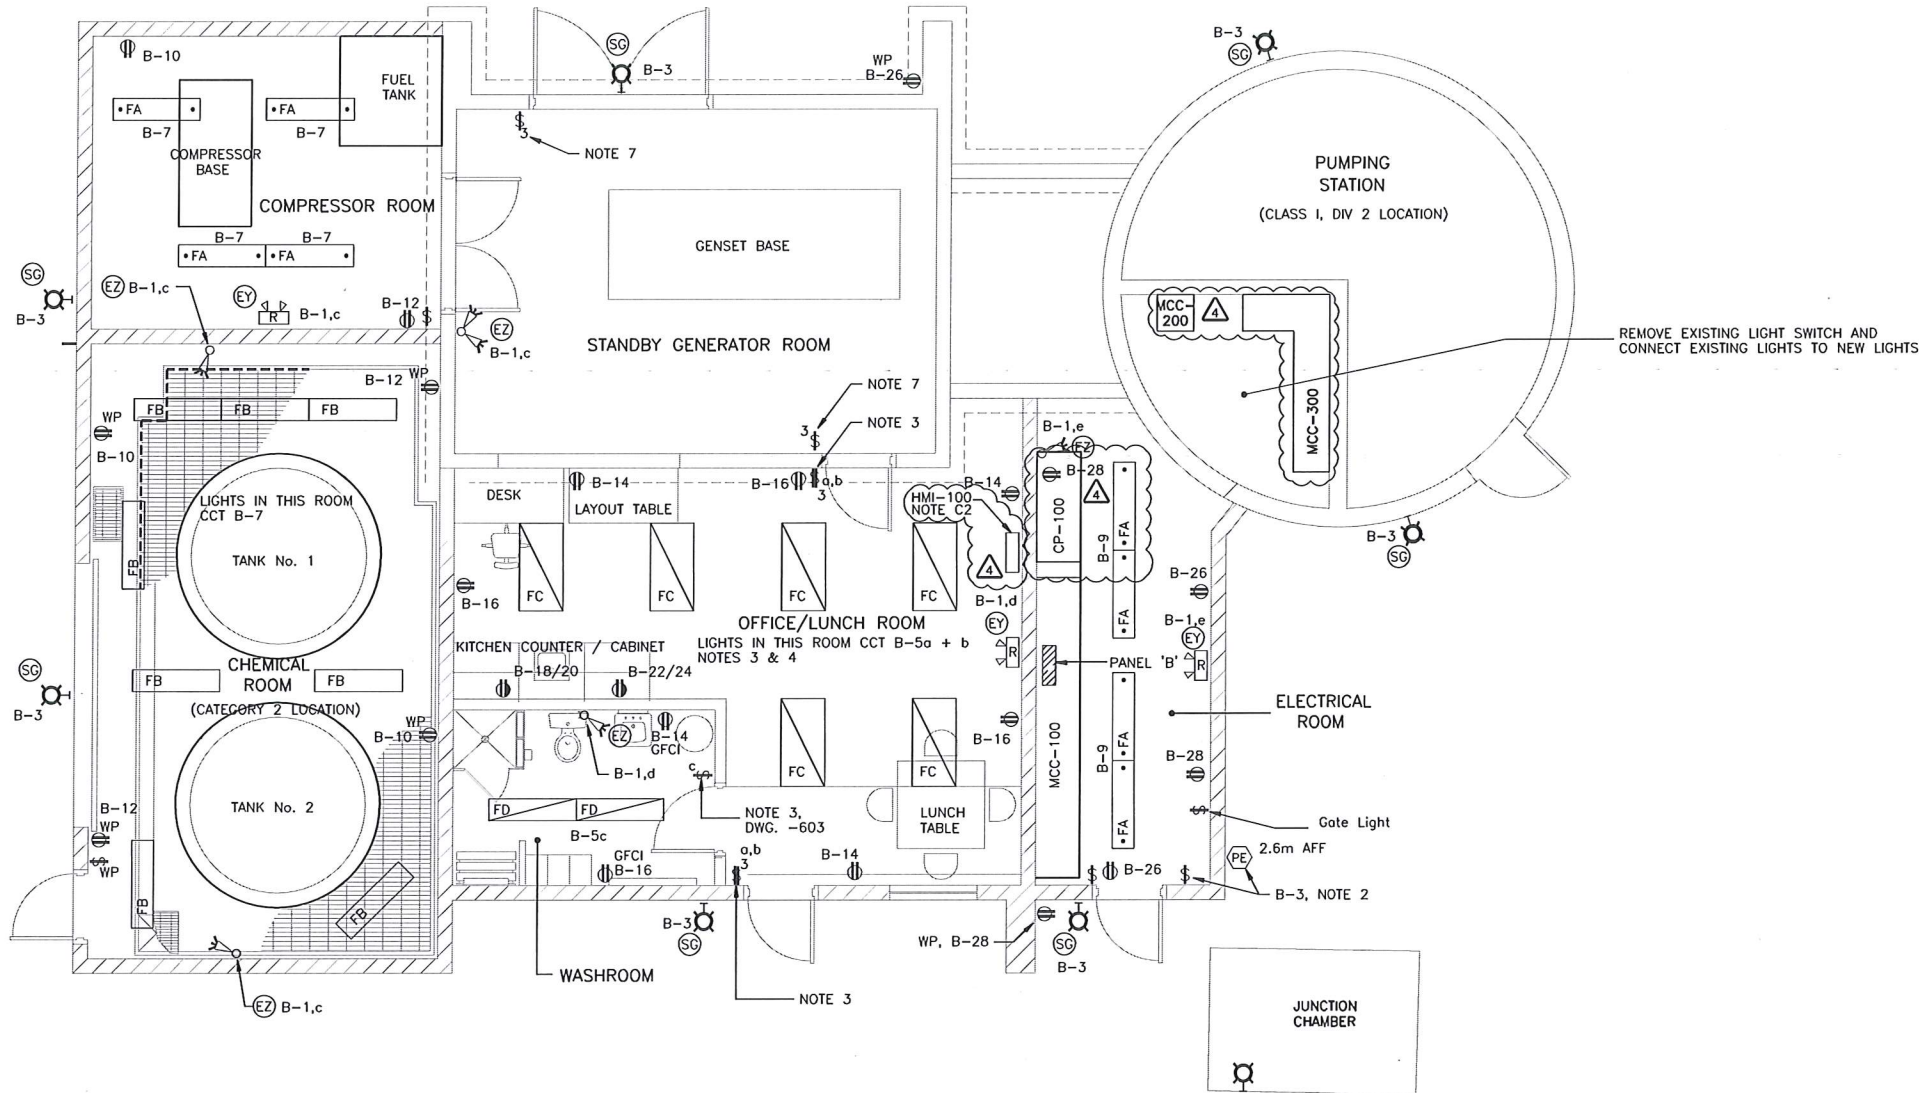 B-10
FUEL
TANK
FA
B-7
FA
B-7
COMPRESSOR
BASE
COMPRESSOR ROOM
B-7
B-7
FA
FA
SG
B-3
EZ B-1,c
EY
R
B-1,c
B-12
$
SG
B-3
WP
B-26
$
3
NOTE 7
GENSET BASE
STANDBY GENERATOR ROOM
EZ
B-1,c
NOTE 7
3
$
NOTE 3
B-3
SG
PUMPING
STATION
(CLASS I, DIV 2 LOCATION)
MCC-
200
4
MCC-300
REMOVE EXISTING LIGHT SWITCH AND
CONNECT EXISTING LIGHTS TO NEW LIGHTS
B-3
SG
WP
B-12
FB
FB
FB
WP
B-10
LIGHTS IN THIS ROOM
CCT B-7
TANK No. 1
FB
CHEMICAL
ROOM
FB
FB
(CATEGORY 2 LOCATION)
SG
B-3
WP
B-10
TANK No. 2
B-12
WP
$
WP
FB
FB
EZ B-1,c
DESK
B-14
LAYOUT TABLE
B-16
$
a,b
3
B-14
HMI-100
NOTE C2
4
B-16
FC
FC
FC
FC
B-1,d
EY
R
OFFICE/LUNCH ROOM
LIGHTS IN THIS ROOM CCT B-5a + b
NOTES 3 & 4
KITCHEN COUNTER / CABINET
B-18/20
B-22/24
EZ
B-14
GFCI
B-1,d
c
$
NOTE 3,
DWG. -603
FD
FD
B-5c
GFCI
B-16
a,b
3
$
FC
FC
B-16
LUNCH
TABLE
B-14
B-3
SG
WASHROOM
NOTE 3
B-1,e
EZ
B-28
4
CP-100
B-9
FA
FA
PANEL 'B'
MCC-100
B-9
FA
FA
B-26
B-1,e
EY
R
ELECTRICAL
ROOM
B-28
$
Gate Light
2.6m AFF
PE
B-26
$
$
B-3, NOTE 2
WP, B-28
SG
B-3
JUNCTION
CHAMBER